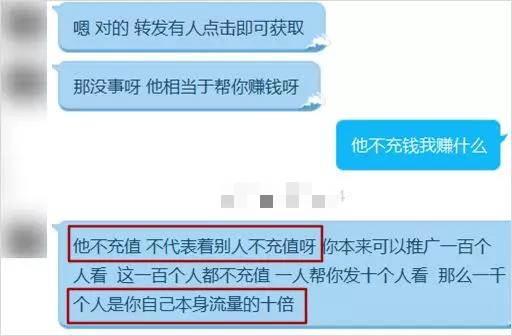 嗯 对的 转发有人点击即可获取
那没事呀 他相当于帮你赚钱呀
他不充钱我赚什么
4
他不充值 不代表着别人不充值呀 你本来可以推广一百个
人看 这一百个人都不充值 一人帮你发十个人看 那么一千
个人是你自己本身流量的十倍